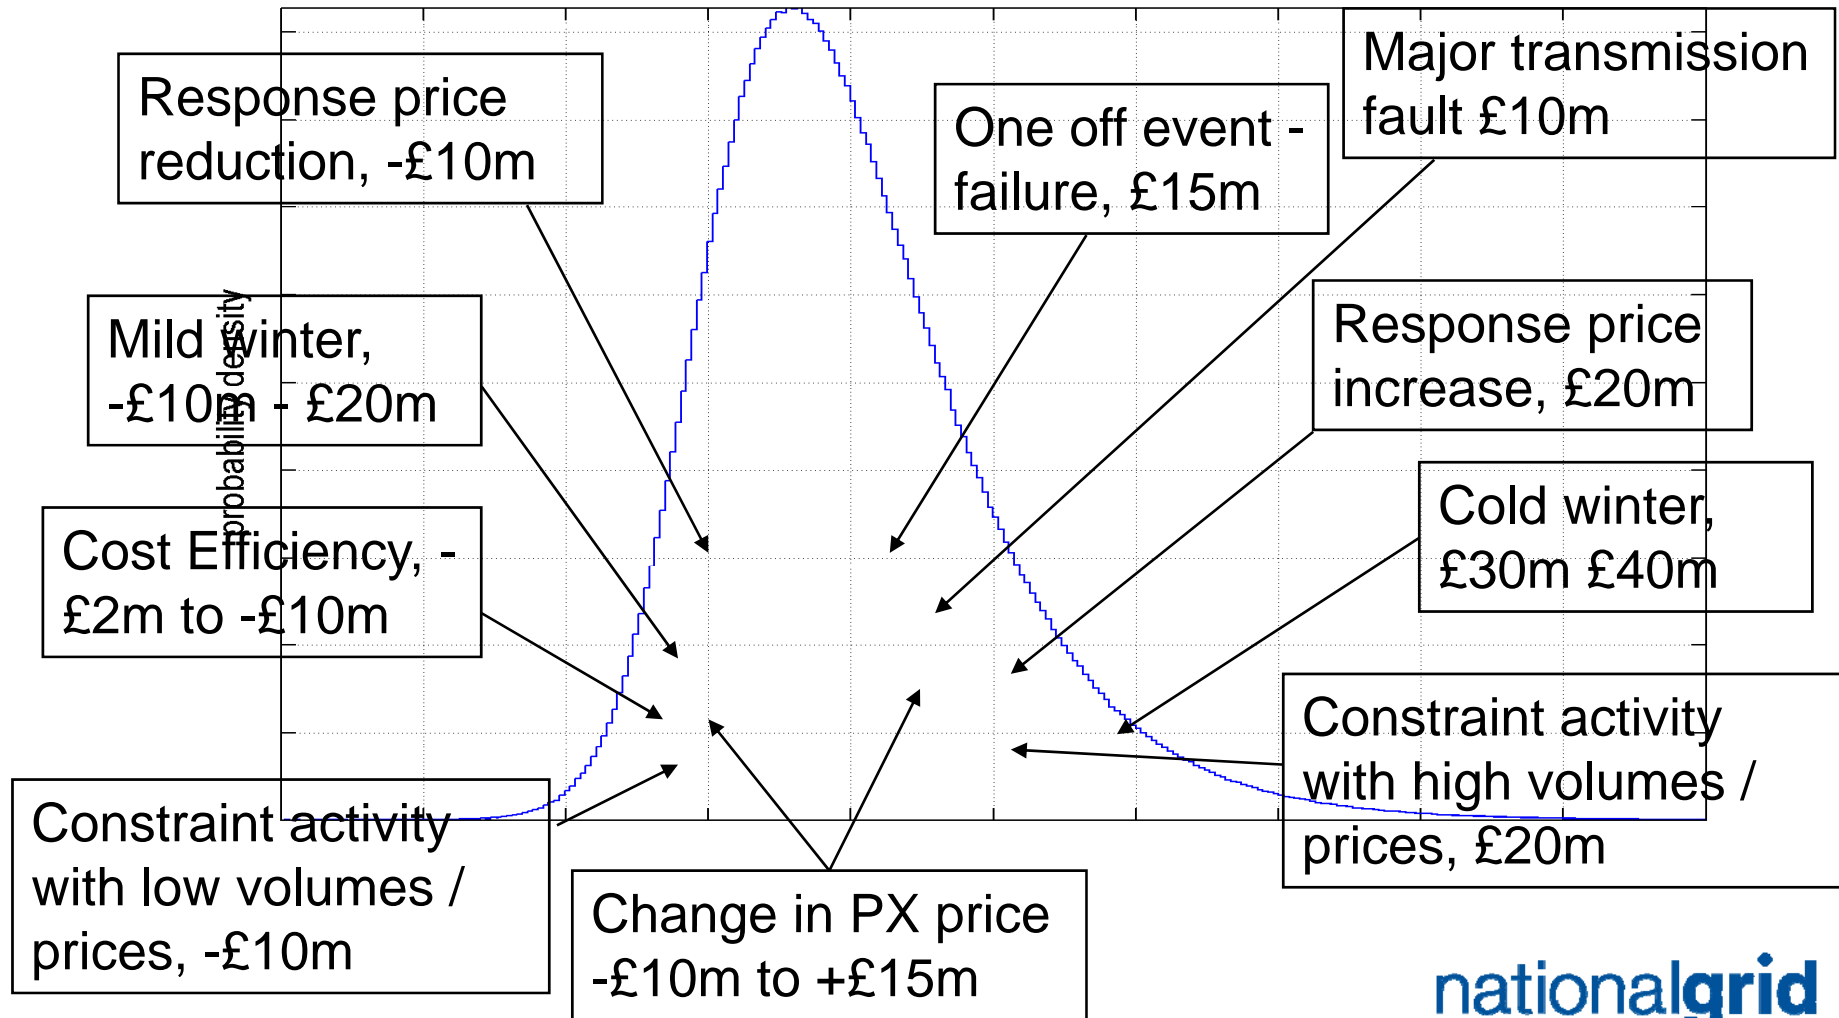 Response price
reduction, -£10m
One off event -
failure, £15m
Major transmission
fault £10m
Mild winter,
-£10m - £20m
probability density
Response price
increase, £20m
Cost Efficiency, -
£2m to -£10m
Cold winter,
£30m £40m
Constraint activity
with low volumes /
prices, -£10m
Change in PX price
-£10m to +£15m
Constraint activity
with high volumes /
prices, £20m
nationalgrid